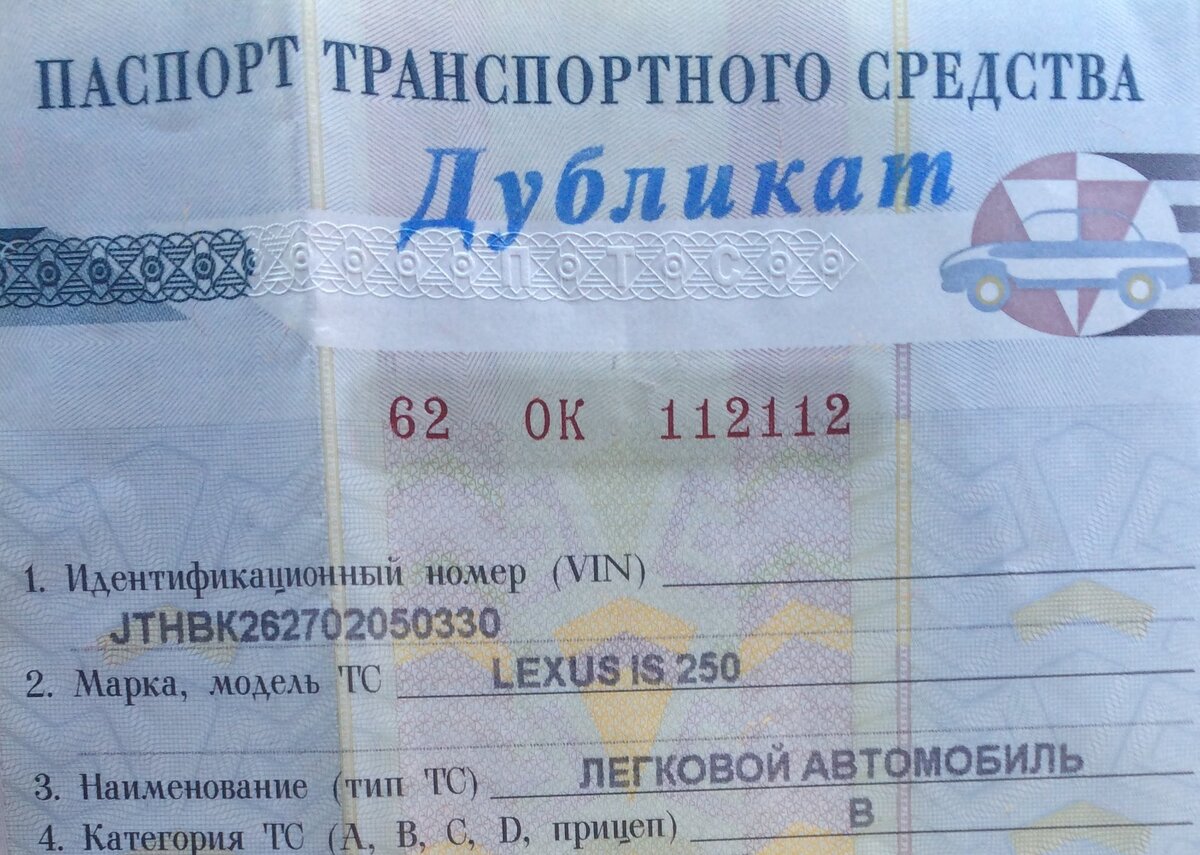 ПАСПОРТ ТРАНСПОРТНОГО СРЕДСТВА
Дубликат
ПТС
62 ОК 112112
1. Идентификационный номер (VIN)
JTHBK262702050330
2. Марка, модель ТС LEXUS IS 250
3. Наименование (тип ТС) ЛЕГКОВОЙ АВТОМОБИЛЬ
4. Категория ТС (A, B, C, D, прицеп) B